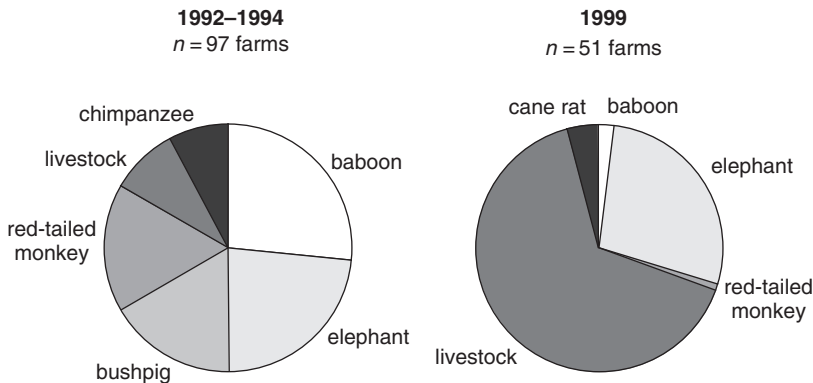 1992–1994
n = 97 farms
chimpanzee
livestock
baboon
red-tailed
monkey
elephant
bushpig
1999
n = 51 farms
cane rat
baboon
elephant
red-tailed
monkey
livestock